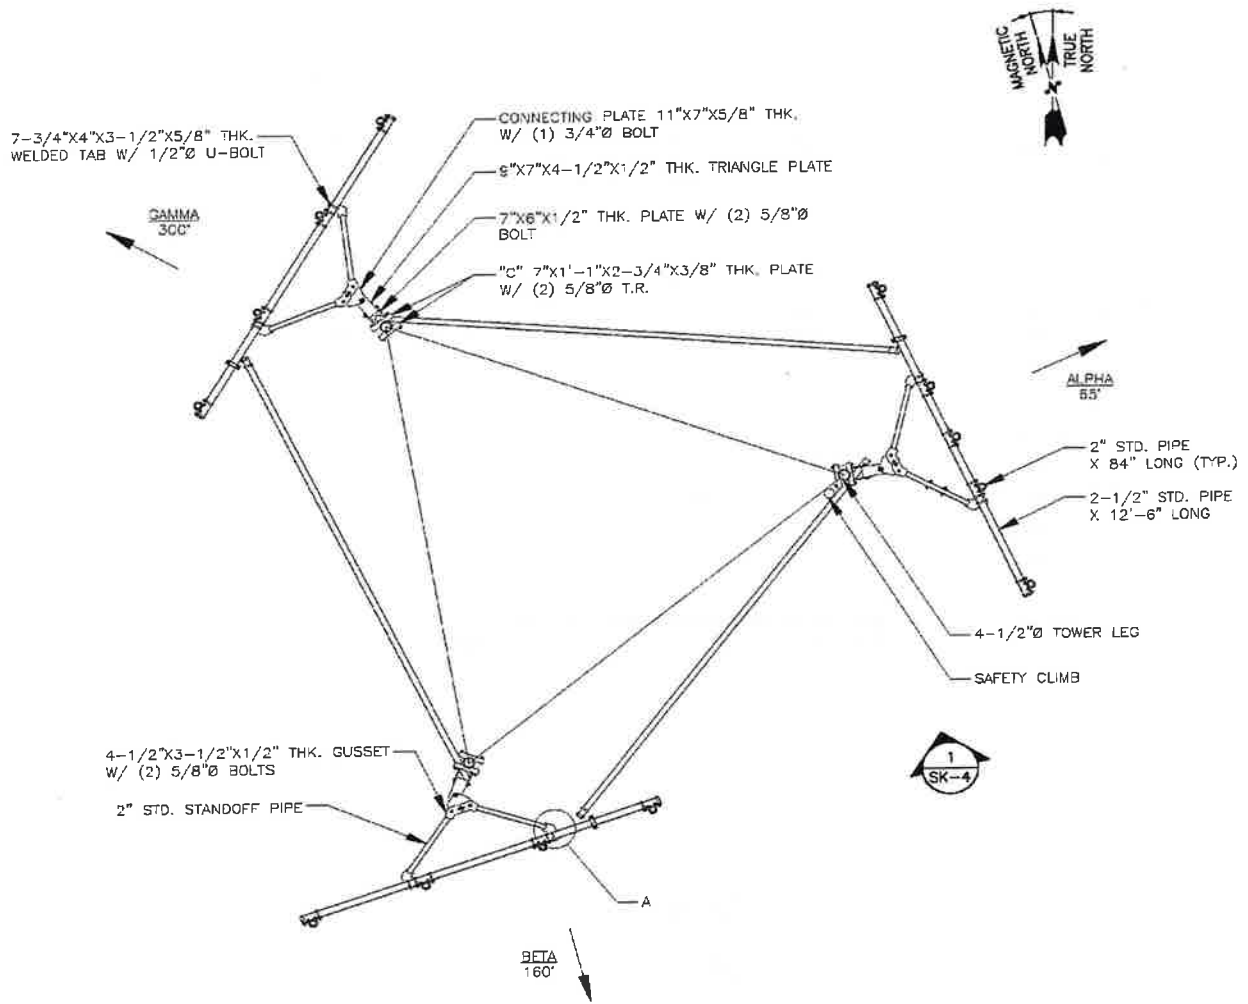 MAGNETIC
NORTH
TRUE
NORTH
N
7-3/4"X4"X3-1/2"X5/8" THK.
WELDED TAB W/ 1/2"Ø U-BOLT
CONNECTING PLATE 11"X7"X5/8" THK.
W/ (1) 3/4"Ø BOLT
9"X7"X4-1/2"X1/2" THK. TRIANGLE PLATE
GAMMA
300°
7"X6"X1/2" THK. PLATE W/ (2) 5/8"Ø
BOLT
"C" 7"X1'-1"X2-3/4"X3/8" THK. PLATE
W/ (2) 5/8"Ø T.R.
ALPHA
65°
2" STD. PIPE
X 84" LONG (TYP.)
2-1/2" STD. PIPE
X 12'-6" LONG
4-1/2"Ø TOWER LEG
SAFETY CLIMB
4-1/2"X3-1/2"X1/2" THK. GUSSET
W/ (2) 5/8"Ø BOLTS
1
SK-4
2" STD. STANDOFF PIPE
A
BETA
160°